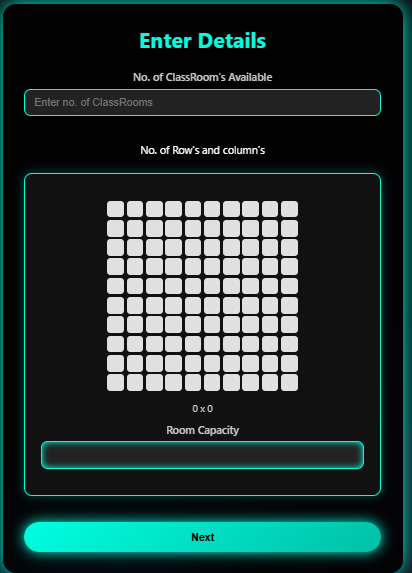 Enter Details
No. of ClassRoom's Available
Enter no. of ClassRooms
No. of Row's and column's
0 x 0
Room Capacity
Next